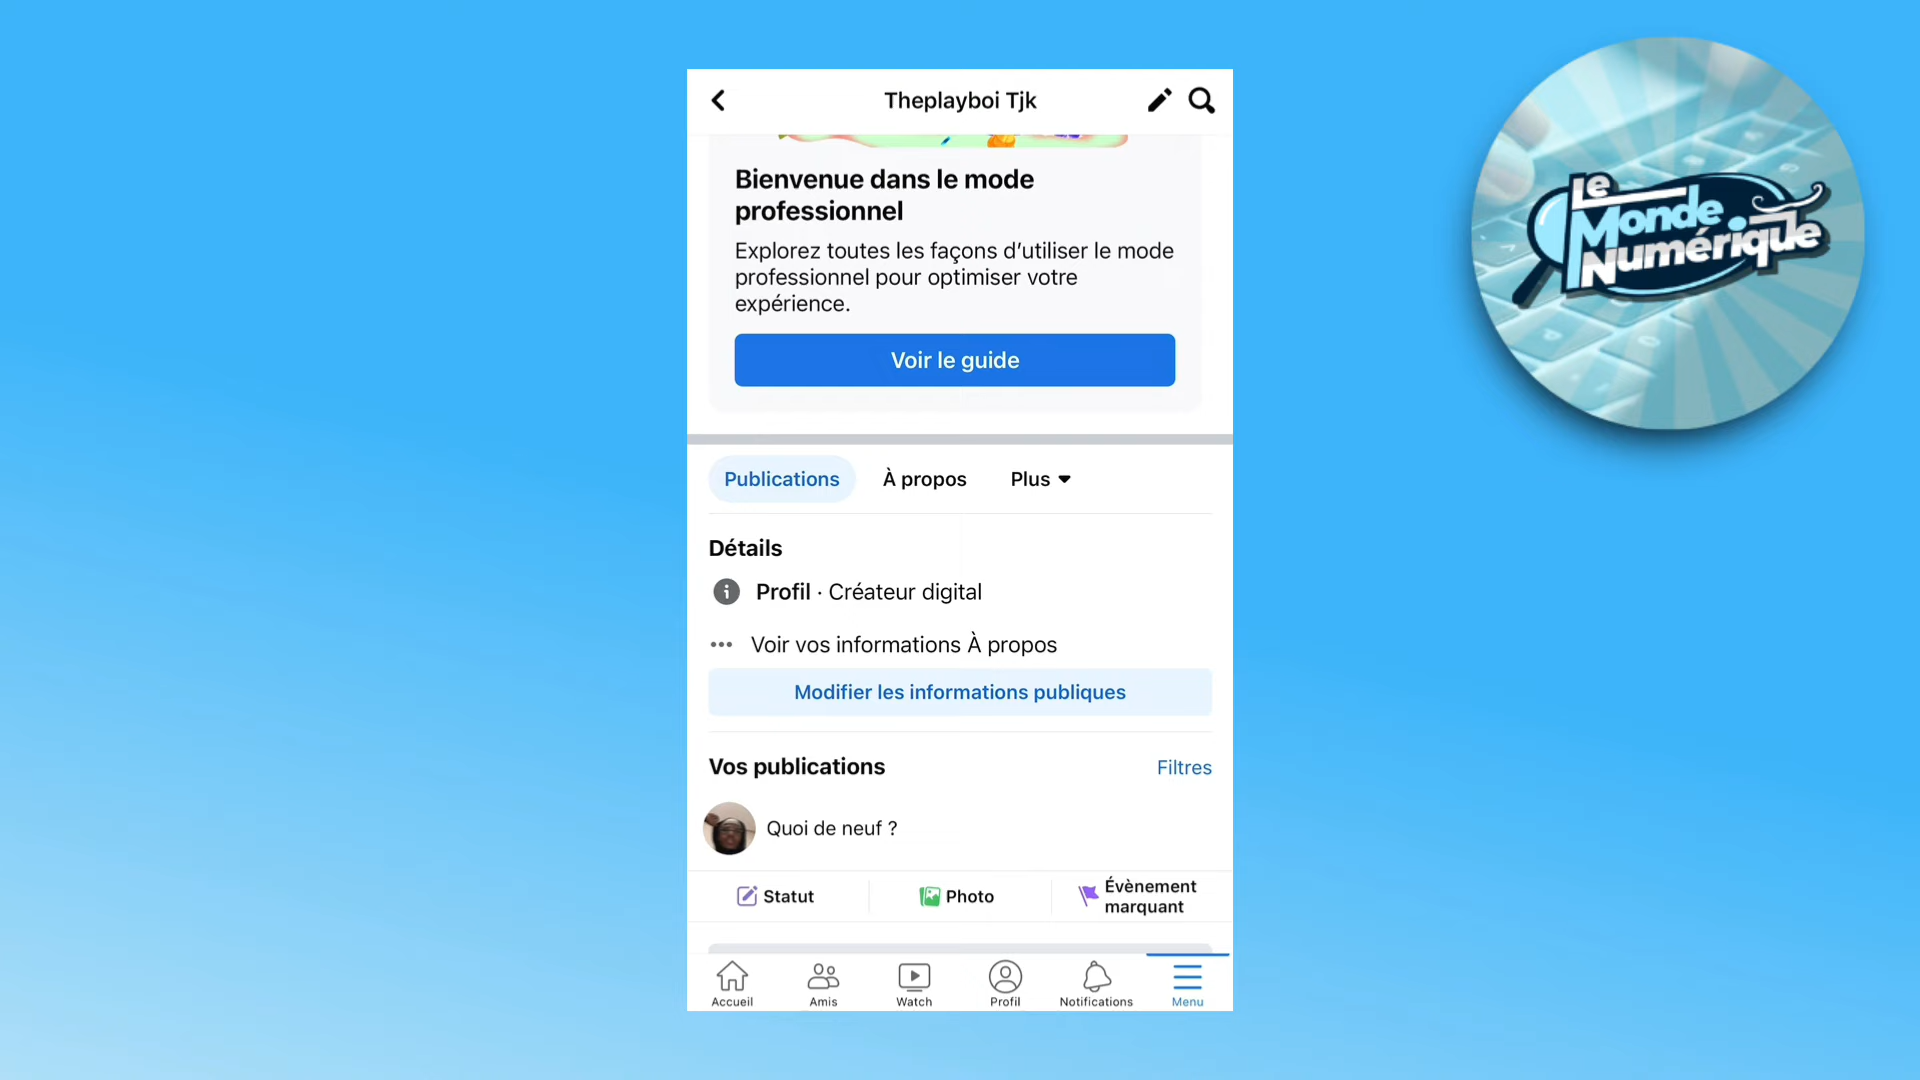 Theplayboi Tjk
Le
Monde
Numérique
Bienvenue dans le mode
professionnel
Explorez toutes les façons d’utiliser le mode
professionnel pour optimiser votre
expérience.
Voir le guide
Publications
À propos
Plus
Détails
Profil · Créateur digital
Voir vos informations À propos
Modifier les informations publiques
Vos publications
Filtres
Quoi de neuf ?
Statut
Photo
Évènement
marquant
Accueil
Amis
Watch
Profil
Notifications
Menu